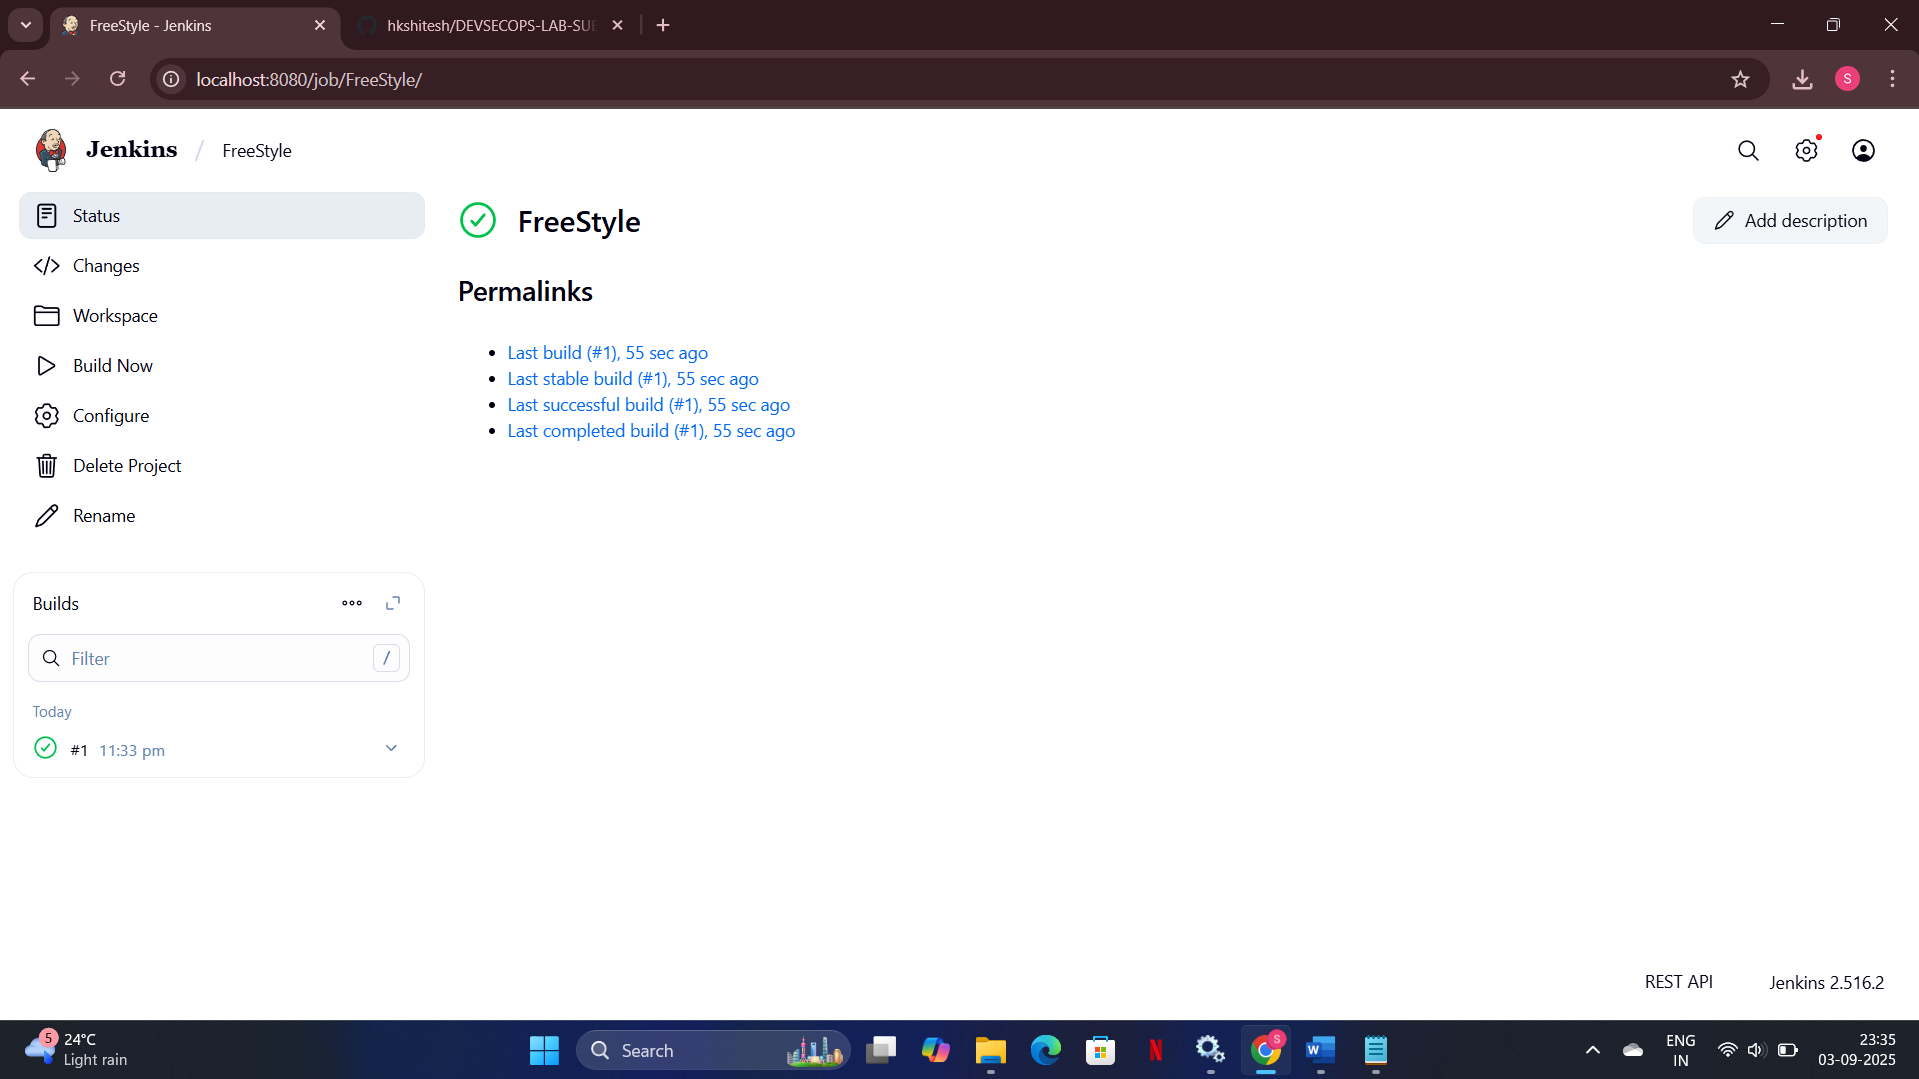 FreeStyle - Jenkins
hkshitesh/DEVSECOPS-LAB-SU
localhost:8080/job/FreeStyle/
S
Jenkins / FreeStyle
Status
Changes
Workspace
Build Now
Configure
Delete Project
Rename
FreeStyle
Add description
Permalinks
Last build (#1), 55 sec ago
Last stable build (#1), 55 sec ago
Last successful build (#1), 55 sec ago
Last completed build (#1), 55 sec ago
Builds
Filter /
Today
#1 11:33 pm
REST API
Jenkins 2.516.2
5
24°C
Light rain
Search
N
S
W
ENG
IN
23:35
03-09-2025